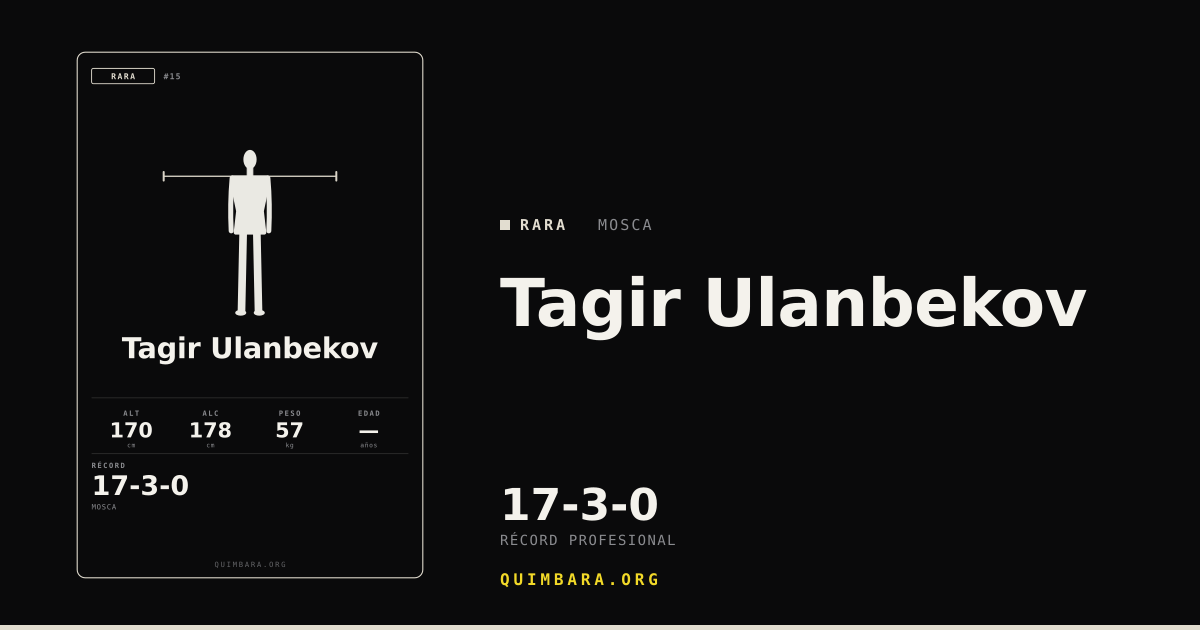 RARA #15
Tagir Ulanbekov
ALT ALC PESO EDAD
170 178 57 —
cm cm kg años
RÉCORD
17-3-0
MOSCA
QUIMBARA.ORG
RARA MOSCA
Tagir Ulanbekov
17-3-0
RÉCORD PROFESIONAL
QUIMBARA.ORG